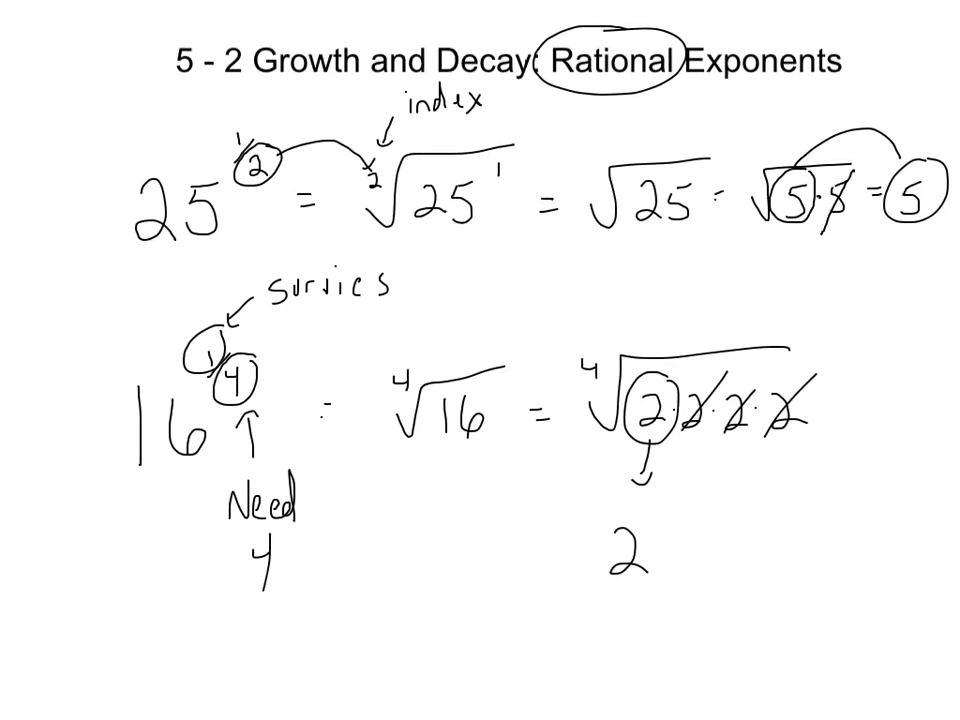 5 - 2 Growth and Decay: Rational Exponents
index
25^(1/2) = ²√25¹ = √25 = √5·5 = 5
survies
16^(1/4) = ⁴√16 = ⁴√2·2·2·2
Need
4
2